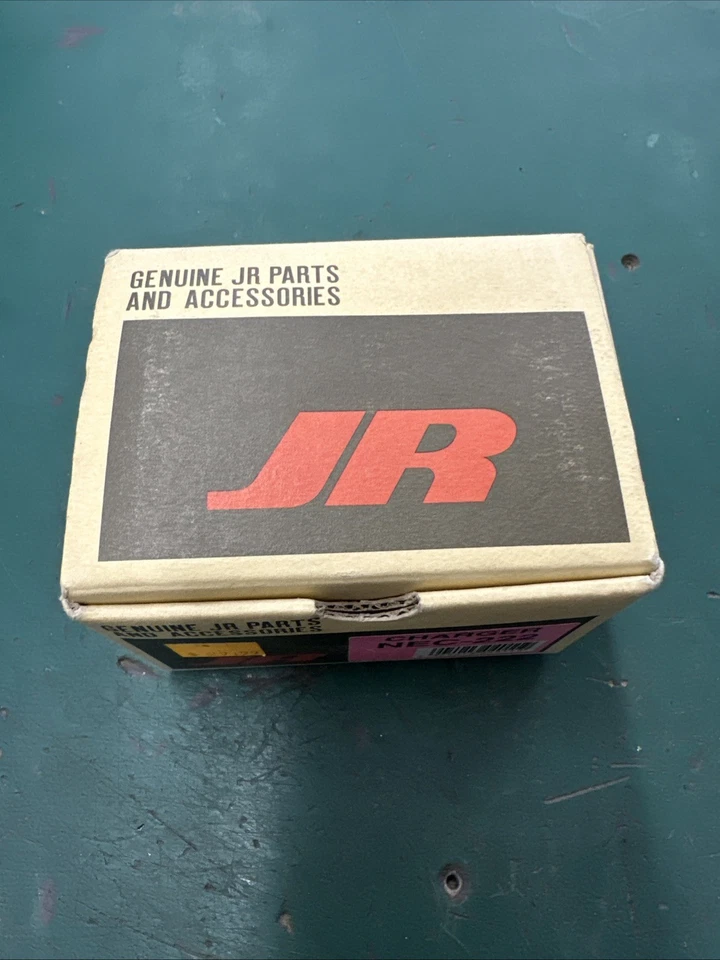 GENUINE JR PARTS
AND ACCESSORIES
JR
GENUINE JR PARTS
AND ACCESSORIES
CHARGER